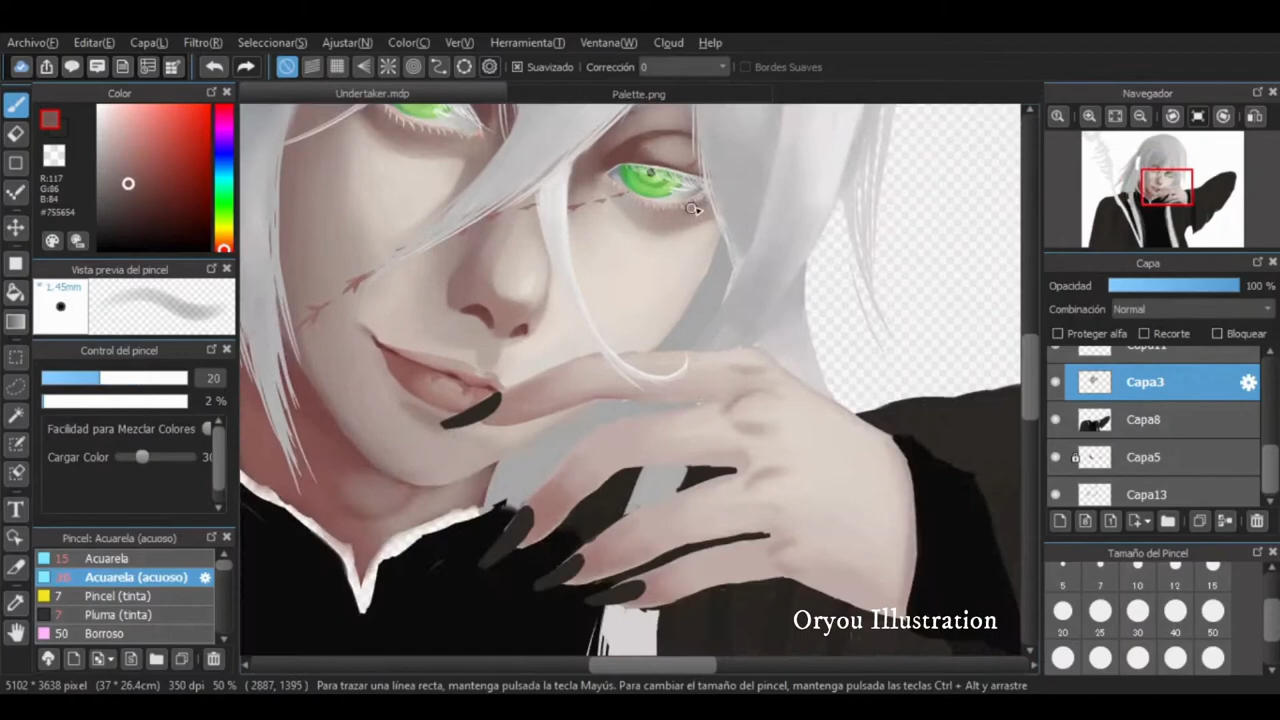 Archivo(F) Editar(E) Capa(L) Filtro(R) Seleccionar(S) Ajustar(N) Color(C) Ver(V) Herramienta(T) Ventana(W) Cloud Help
Suavizado Corrección 0 Bordes Suaves
Color
Undertaker.mdp Palette.png
Navegador
R:117
G:86
B:84
#755654
Vista previa del pincel
1.45mm
Control del pincel
20
2 %
Facilidad para Mezclar Colores
Cargar Color 30
Pincel: Acuarela (acuoso)
15 Acuarela
Acuarela (acuoso)
7 Pincel (tinta)
7 Pluma (tinta)
50 Borroso
Capa
Opacidad 100 %
Combinación Normal
Proteger alfa Recorte Bloquear
Capa11
Capa3
Capa8
Capa5
Capa13
Tamaño del Pincel
5 7 10 12 15
20 25 30 40 50
Oryou Illustration
5102 * 3638 pixel (37 * 26.4cm) 350 dpi 50 % ( 2887, 1395 ) Para trazar una línea recta, mantenga pulsada la tecla Mayús. Para cambiar el tamaño del pincel, mantenga pulsadas las teclas Ctrl + Alt y arrastre